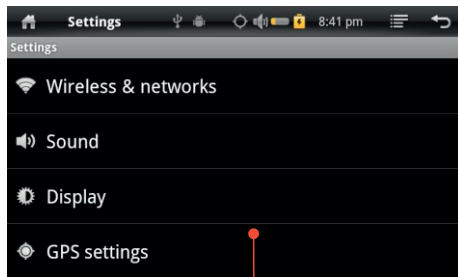 Settings
8:41 pm
Settings
Wireless & networks
Sound
Display
GPS settings